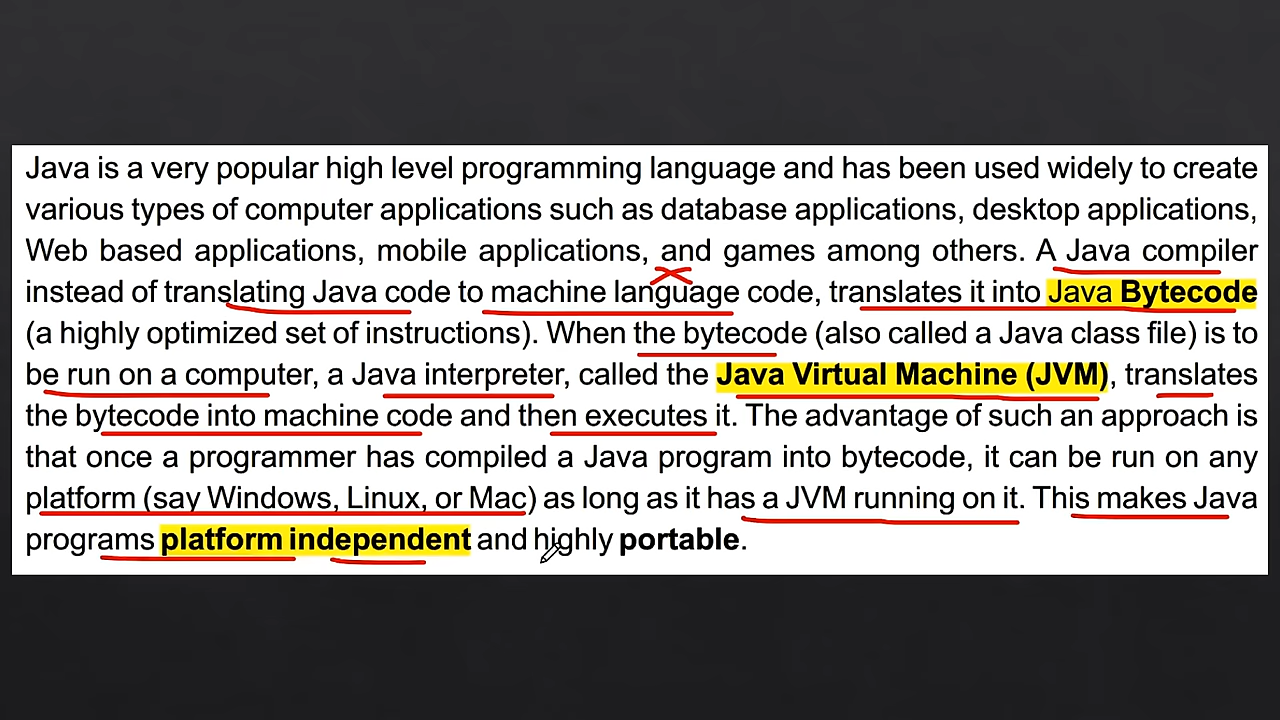 Java is a very popular high level programming language and has been used widely to create
various types of computer applications such as database applications, desktop applications,
Web based applications, mobile applications, and games among others. A Java compiler
instead of translating Java code to machine language code, translates it into Java Bytecode
(a highly optimized set of instructions). When the bytecode (also called a Java class file) is to
be run on a computer, a Java interpreter, called the Java Virtual Machine (JVM), translates
the bytecode into machine code and then executes it. The advantage of such an approach is
that once a programmer has compiled a Java program into bytecode, it can be run on any
platform (say Windows, Linux, or Mac) as long as it has a JVM running on it. This makes Java
programs platform independent and highly portable.